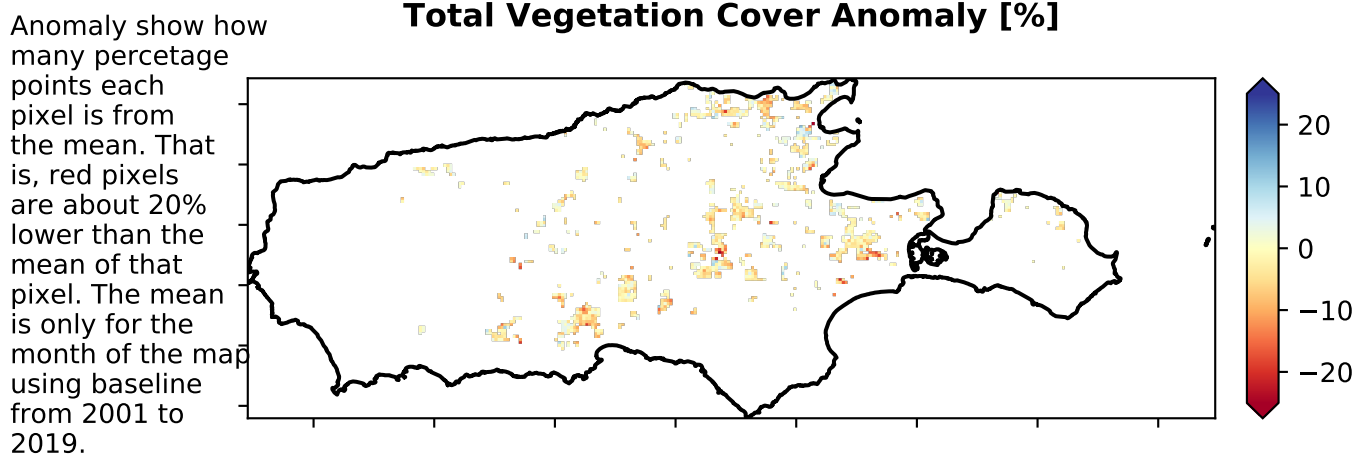 Total Vegetation Cover Anomaly [%]
Anomaly show how
many percetage
points each
pixel is from
the mean. That
is, red pixels
are about 20%
lower than the
mean of that
pixel. The mean
is only for the
month of the map
using baseline
from 2001 to
2019.
20
10
0
−10
−20